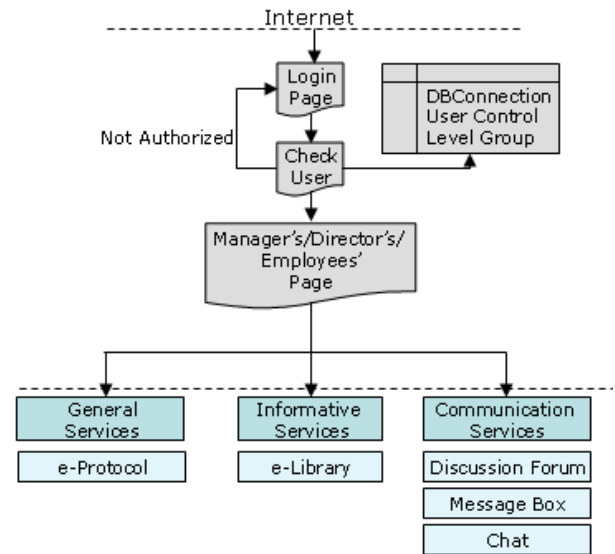 Internet
Login
Page
DBConnection
User Control
Level Group
Not Authorized
Check
User
Manager's/Director's/
Employees'
Page
General
Services
Informative
Services
Communication
Services
e-Protocol
e-Library
Discussion Forum
Message Box
Chat